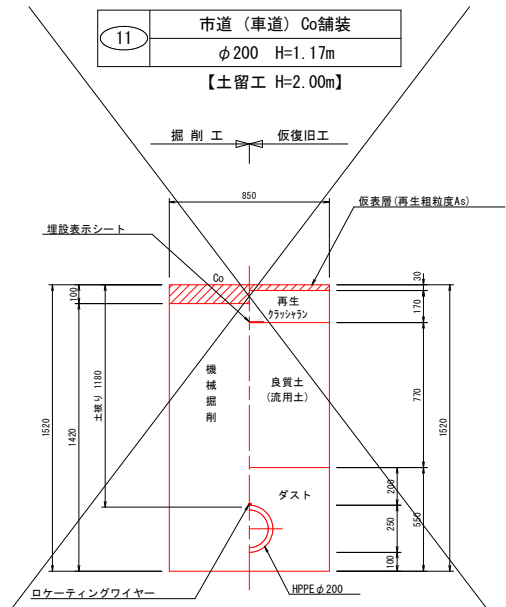 11
市道（車道）Co舗装
φ200 H=1.17m
【土留工 H=2.00m】
掘 削 工
仮復旧工
850
仮表層(再生粗粒度As)
埋設表示シート
Co
100
30
再生
クラッシャラン
170
土被り 1180
機械掘削
良質土
(流用土)
770
1520
1420
1520
ダスト
200
250
550
100
ロケーティングワイヤー
HPPEφ200